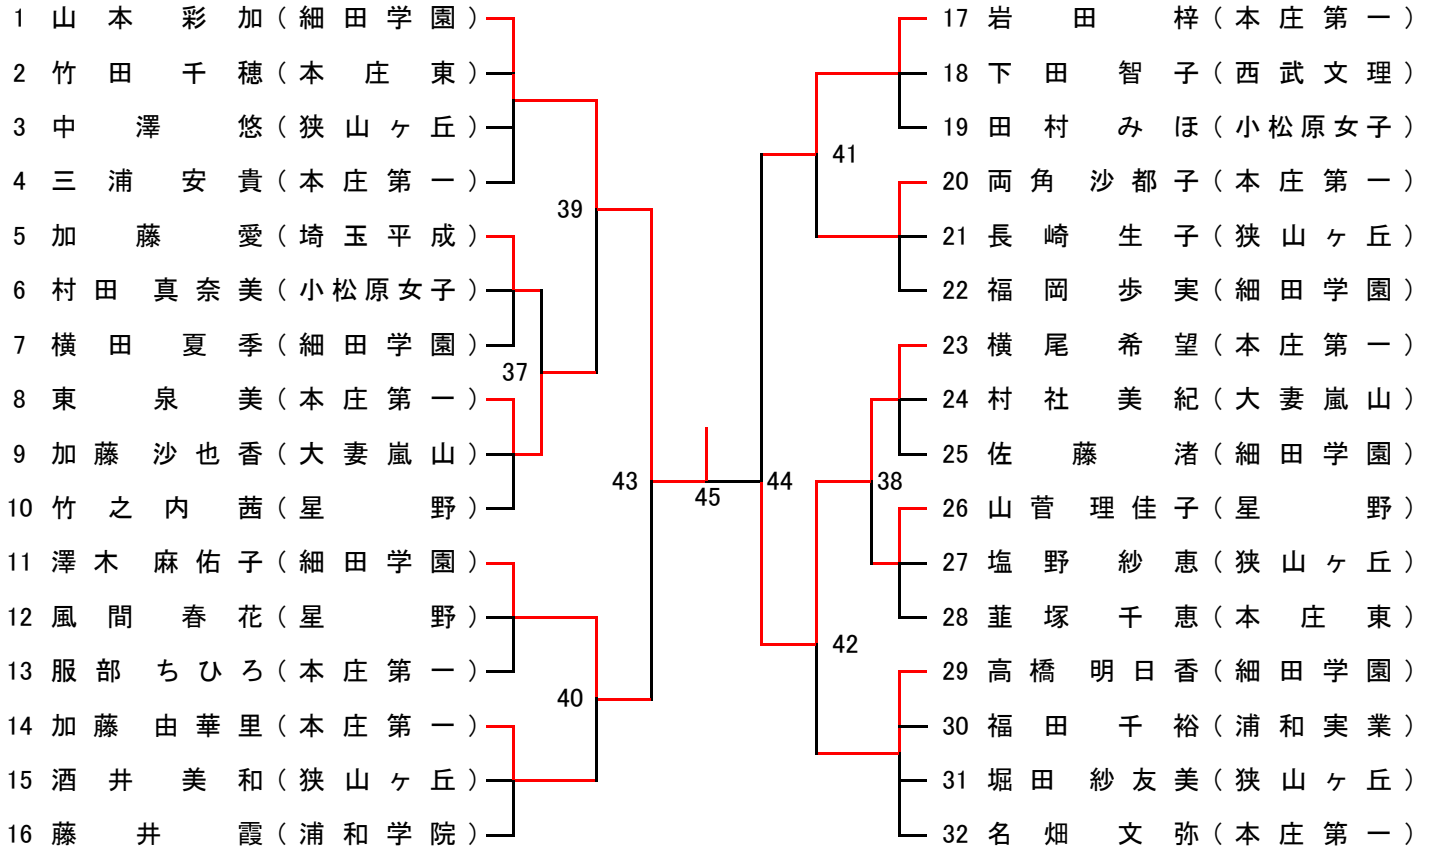 1 山本 彩加(細田学園)
2 竹田 千穂(本庄東)
3 中澤 悠(狭山ヶ丘)
4 三浦 安貴(本庄第一)
5 加藤 愛(埼玉平成)
6 村田 真奈美(小松原女子)
7 横田 夏季(細田学園)
8 東 泉美(本庄第一)
9 加藤 沙也香(大妻嵐山)
10 竹之内 茜(星野)
11 澤木 麻佑子(細田学園)
12 風間 春花(星野)
13 服部 ちひろ(本庄第一)
14 加藤 由華里(本庄第一)
15 酒井 美和(狭山ヶ丘)
16 藤井 霞(浦和学院)
39
37
40
43
45
44
41
38
42
17 岩田 梓(本庄第一)
18 下田 智子(西武文理)
19 田村 みほ(小松原女子)
20 両角 沙都子(本庄第一)
21 長崎 生子(狭山ヶ丘)
22 福岡 歩実(細田学園)
23 横尾 希望(本庄第一)
24 村社 美紀(大妻嵐山)
25 佐藤 渚(細田学園)
26 山菅 理佳子(星野)
27 塩野 紗恵(狭山ヶ丘)
28 韮塚 千恵(本庄東)
29 高橋 明日香(細田学園)
30 福田 千裕(浦和実業)
31 堀田 紗友美(狭山ヶ丘)
32 名畑 文弥(本庄第一)